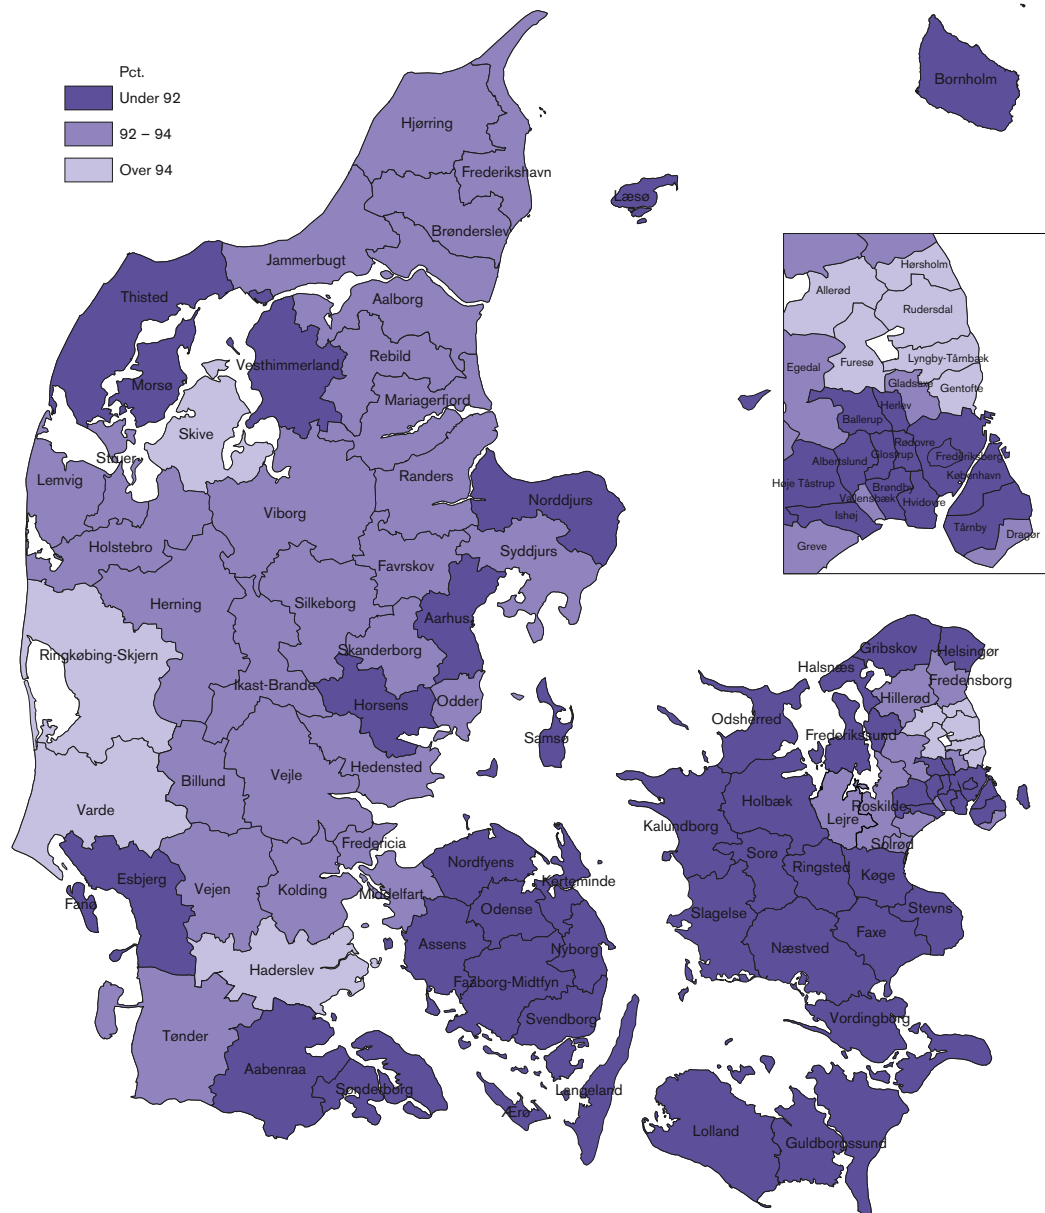 Pct.
Under 92
92 – 94
Over 94
Bornholm
Hjørring
Frederikshavn
Læsø
Brønderslev
Jammerbugt
Thisted
Aalborg
Vesthimmerland
Rebild
Morsø
Mariagerfjord
Skive
Struer
Lemvig
Randers
Norddjurs
Viborg
Holstebro
Syddjurs
Favrskov
Herning
Silkeborg
Aarhus
Ringkøbing-Skjern
Skanderborg
Ikast-Brande
Horsens
Odder
Samsø
Hedensted
Billund
Vejle
Varde
Fredericia
Esbjerg
Vejen
Kolding
Middelfart
Fanø
Haderslev
Tønder
Aabenraa
Sønderborg
Nordfyens
Kerteminde
Odense
Assens
Nyborg
Faaborg-Midtfyn
Svendborg
Langeland
Ærø
Hørsholm
Allerød
Rudersdal
Egedal
Furesø
Lyngby-Tårnbæk
Gladsaxe
Gentofte
Herlev
Ballerup
Rødovre
Glostrup
Frederiksberg
Albertslund
København
Høje Tåstrup
Brøndby
Vallensbæk
Hvidovre
Ishøj
Tårnby
Dragør
Greve
Gribskov
Helsingør
Halsnæs
Fredensborg
Hillerød
Odsherred
Frederikssund
Holbæk
Roskilde
Lejre
Kalundborg
Solrød
Sorø
Ringsted
Køge
Slagelse
Stevns
Faxe
Næstved
Vordingborg
Lolland
Guldborgssund